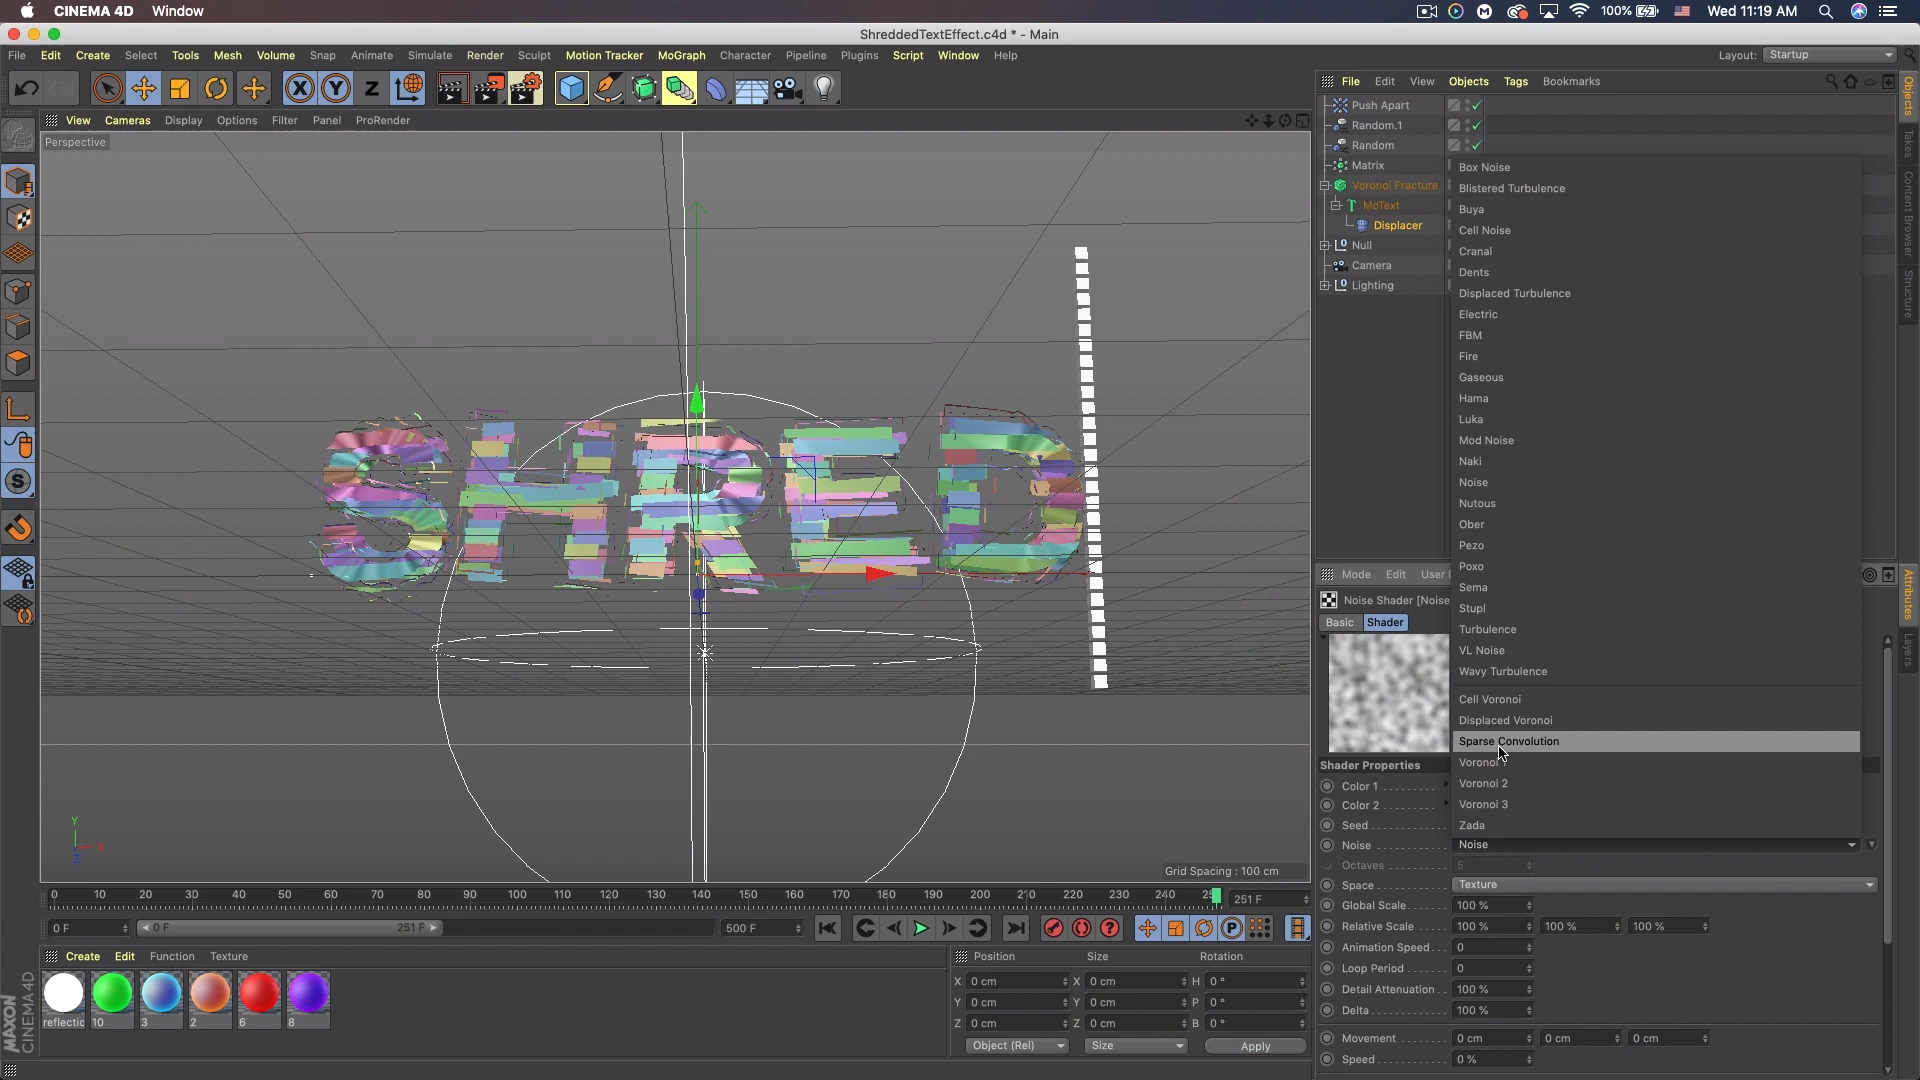 CINEMA 4D Window
100% Wed 11:19 AM
ShreddedTextEffect.c4d * - Main
File Edit Create Select Tools Mesh Volume Snap Animate Simulate Render Sculpt Motion Tracker MoGraph Character Pipeline Plugins Script Window Help Layout: Startup
View Cameras Display Options Filter Panel ProRender
Perspective
SHRED
Y
X
Z
Grid Spacing : 100 cm
File Edit View Objects Tags Bookmarks
Push Apart
Random.1
Random
Matrix
Voronoi Fracture
MoText
Displacer
Null
Camera
Lighting
Objects
Takes
Content Browser
Structure
Box Noise
Blistered Turbulence
Buya
Cell Noise
Cranal
Dents
Displaced Turbulence
Electric
FBM
Fire
Gaseous
Hama
Luka
Mod Noise
Naki
Noise
Nutous
Ober
Pezo
Poxo
Sema
Stupl
Turbulence
VL Noise
Wavy Turbulence
Cell Voronoi
Displaced Voronoi
Sparse Convolution
Voronoi
Voronoi 2
Voronoi 3
Zada
Mode Edit User
Attributes
Layers
Noise Shader [Noise
Basic Shader
Shader Properties
Color 1
Color 2
Seed
Noise Noise
Octaves 5
Space Texture
Global Scale 100 %
Relative Scale 100 % 100 % 100 %
Animation Speed 0
Loop Period 0
Detail Attenuation 100 %
Delta 100 %
Movement 0 cm 0 cm 0 cm
Speed 0 %
0 10 20 30 40 50 60 70 80 90 100 110 120 130 140 150 160 170 180 190 200 210 220 230 240 251 F
0 F 0 F 251 F 500 F
Create Edit Function Texture
reflectic 10 3 2 6 8
Position Size Rotation
X 0 cm X 0 cm H 0 °
Y 0 cm Y 0 cm P 0 °
Z 0 cm Z 0 cm B 0 °
Object (Rel) Size Apply
MAXON
CINEMA 4D